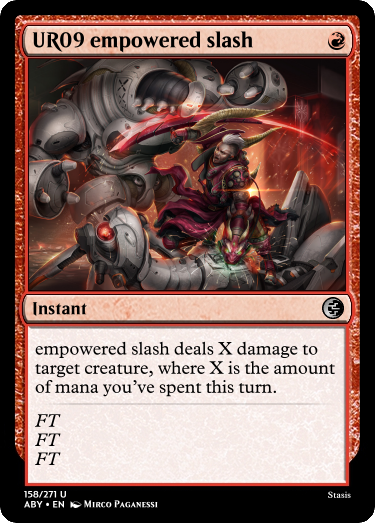 UR09 empowered slash
Instant
empowered slash deals X damage to
target creature, where X is the amount
of mana you've spent this turn.
FT
FT
FT
158/271 U
Stasis
ABY • EN Mirco Paganessi